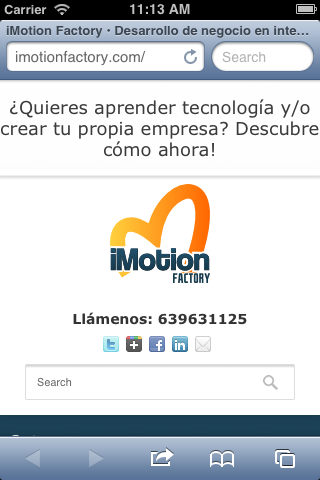 Carrier 11:13 AM
iMotion Factory • Desarrollo de negocio en inte...
imotionfactory.com/ Search
¿Quieres aprender tecnología y/o
crear tu propia empresa? Descubre
cómo ahora!
iMotion
FACTORY
Llámenos: 639631125
Search